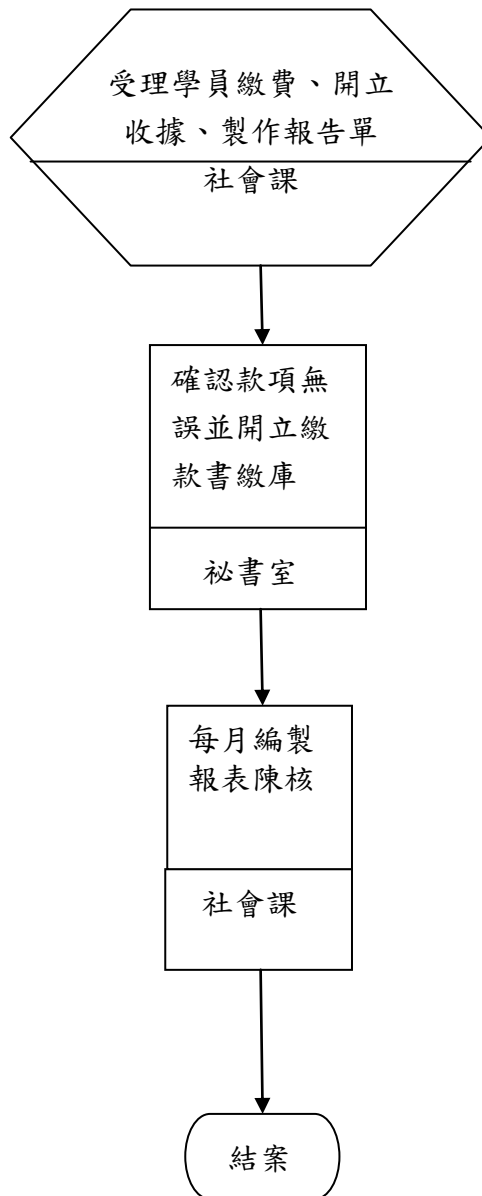 受理學員繳費、開立
收據、製作報告單
社會課
確認款項無
誤並開立繳
款書繳庫
祕書室
每月編製
報表陳核
社會課
結案